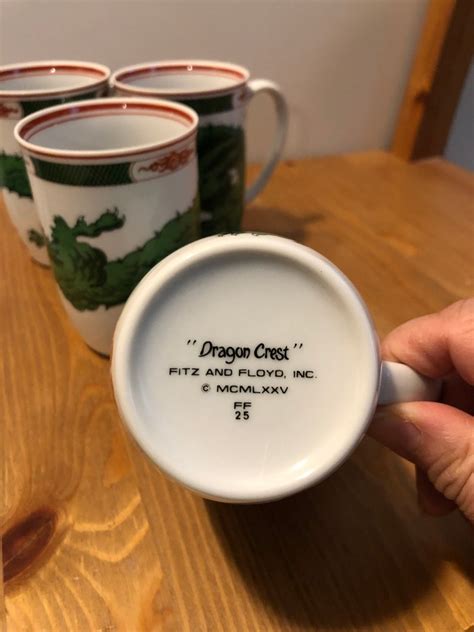 "Dragon Crest"
FITZ AND FLOYD, INC.
© MCMLXXV
FF
25